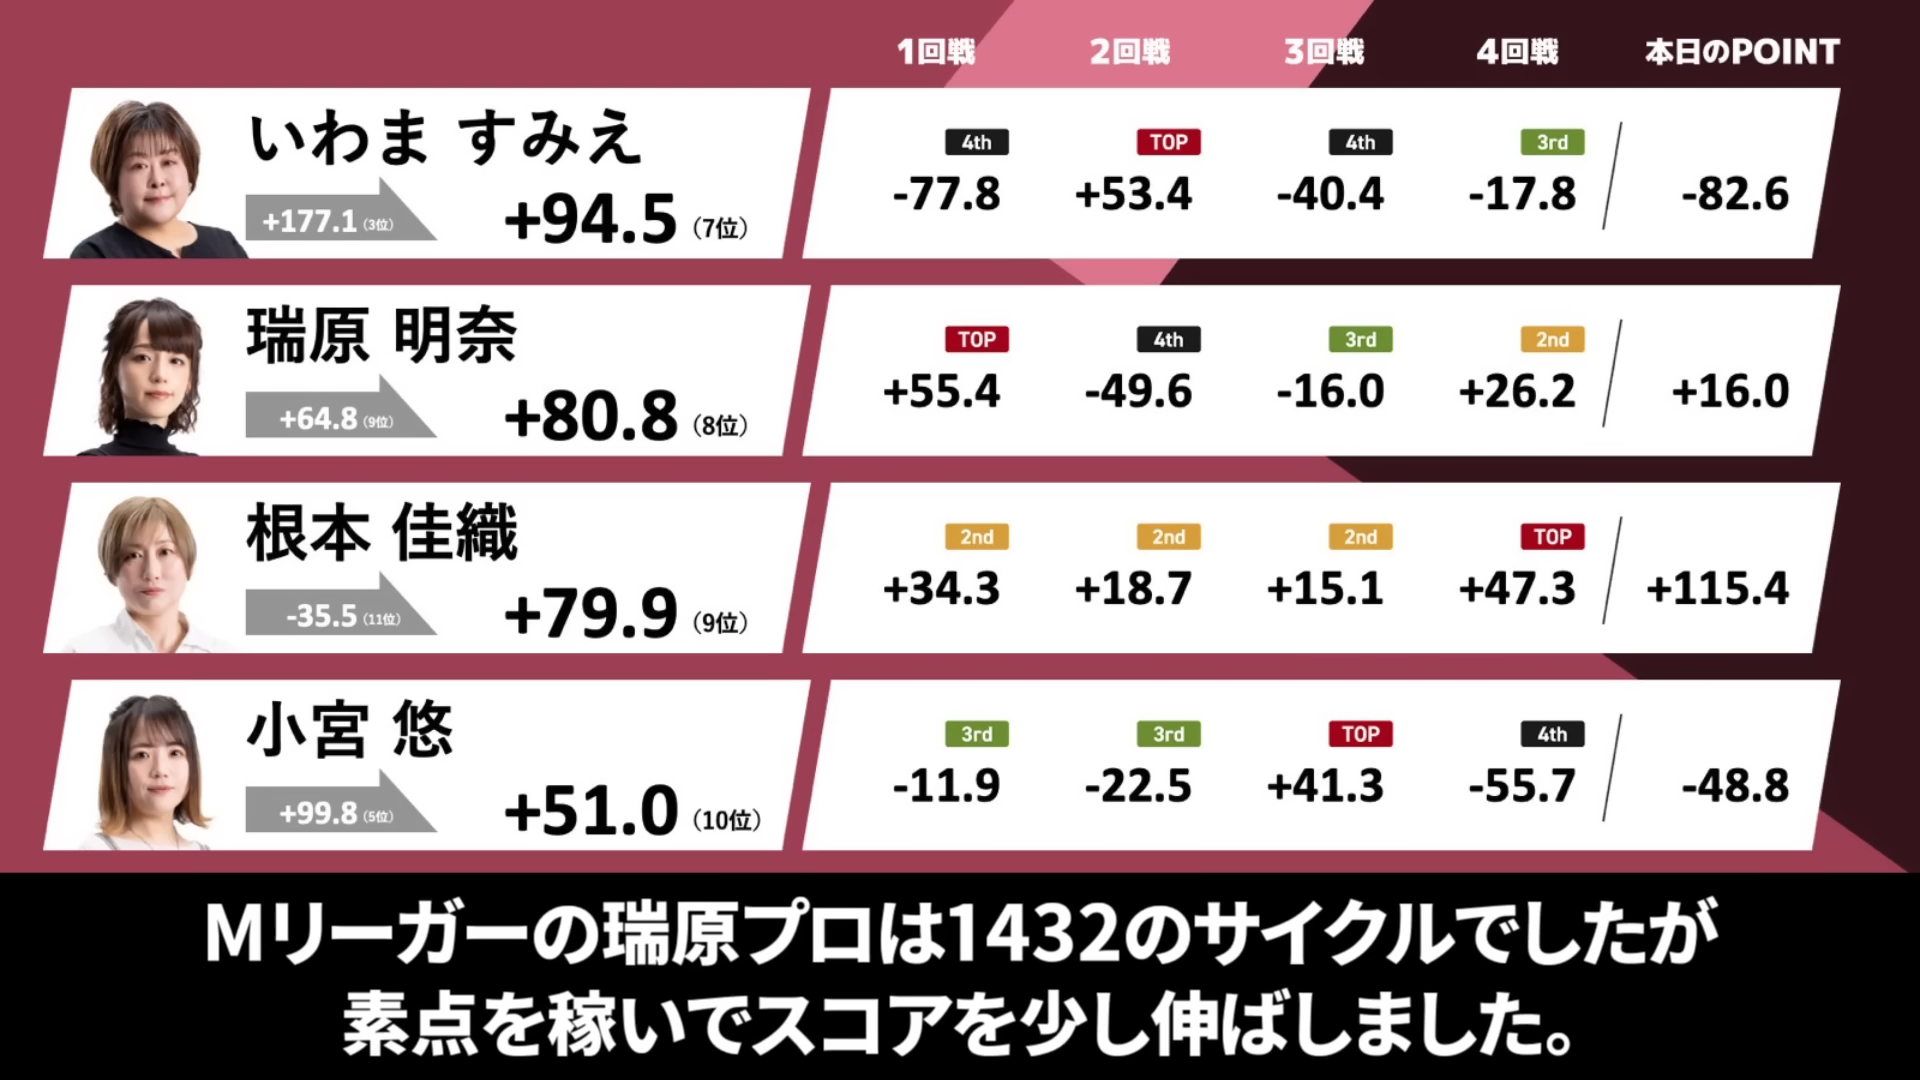 1回戦 2回戦 3回戦 4回戦 本日のPOINT
いわま すみえ
+177.1 (3位) +94.5 (7位)
4th TOP 4th 3rd
-77.8 +53.4 -40.4 -17.8 -82.6
瑞原 明奈
+64.8 (9位) +80.8 (8位)
TOP 4th 3rd 2nd
+55.4 -49.6 -16.0 +26.2 +16.0
根本 佳織
-35.5 (11位) +79.9 (9位)
2nd 2nd 2nd TOP
+34.3 +18.7 +15.1 +47.3 +115.4
小宮 悠
+99.8 (5位) +51.0 (10位)
3rd 3rd TOP 4th
-11.9 -22.5 +41.3 -55.7 -48.8
Mリーガーの瑞原プロは1432のサイクルでしたが
素点を稼いでスコアを少し伸ばしました。